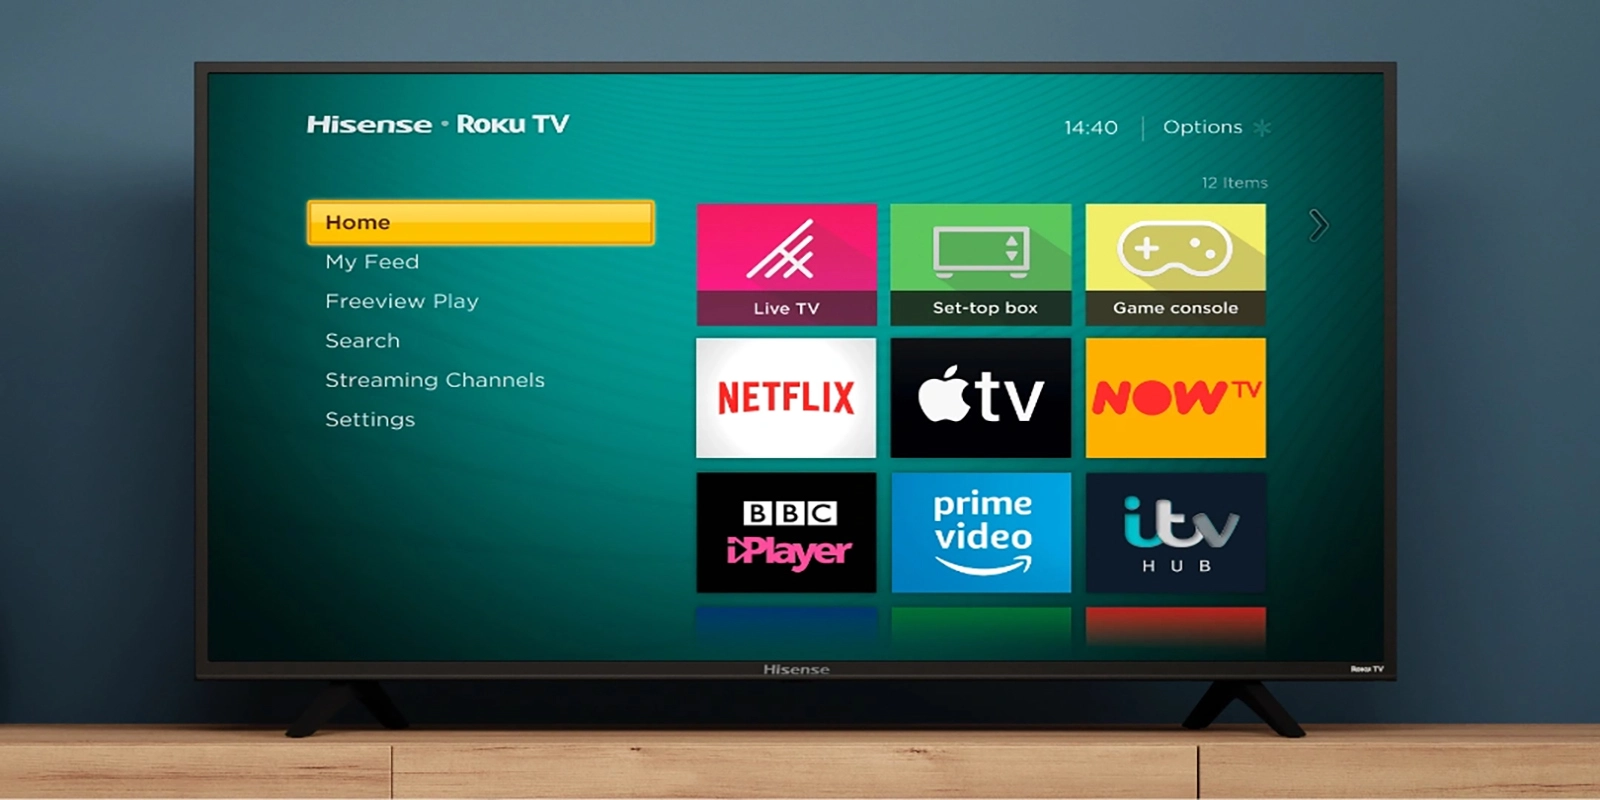 Hisense • Roku TV
14:40 | Options *
12 Items
Home
My Feed
Freeview Play
Search
Streaming Channels
Settings
Live TV
Set-top box
Game console
NETFLIX
tv
NOW TV
BBC
iPlayer
prime
video
itv
HUB
Hisense
Roku TV